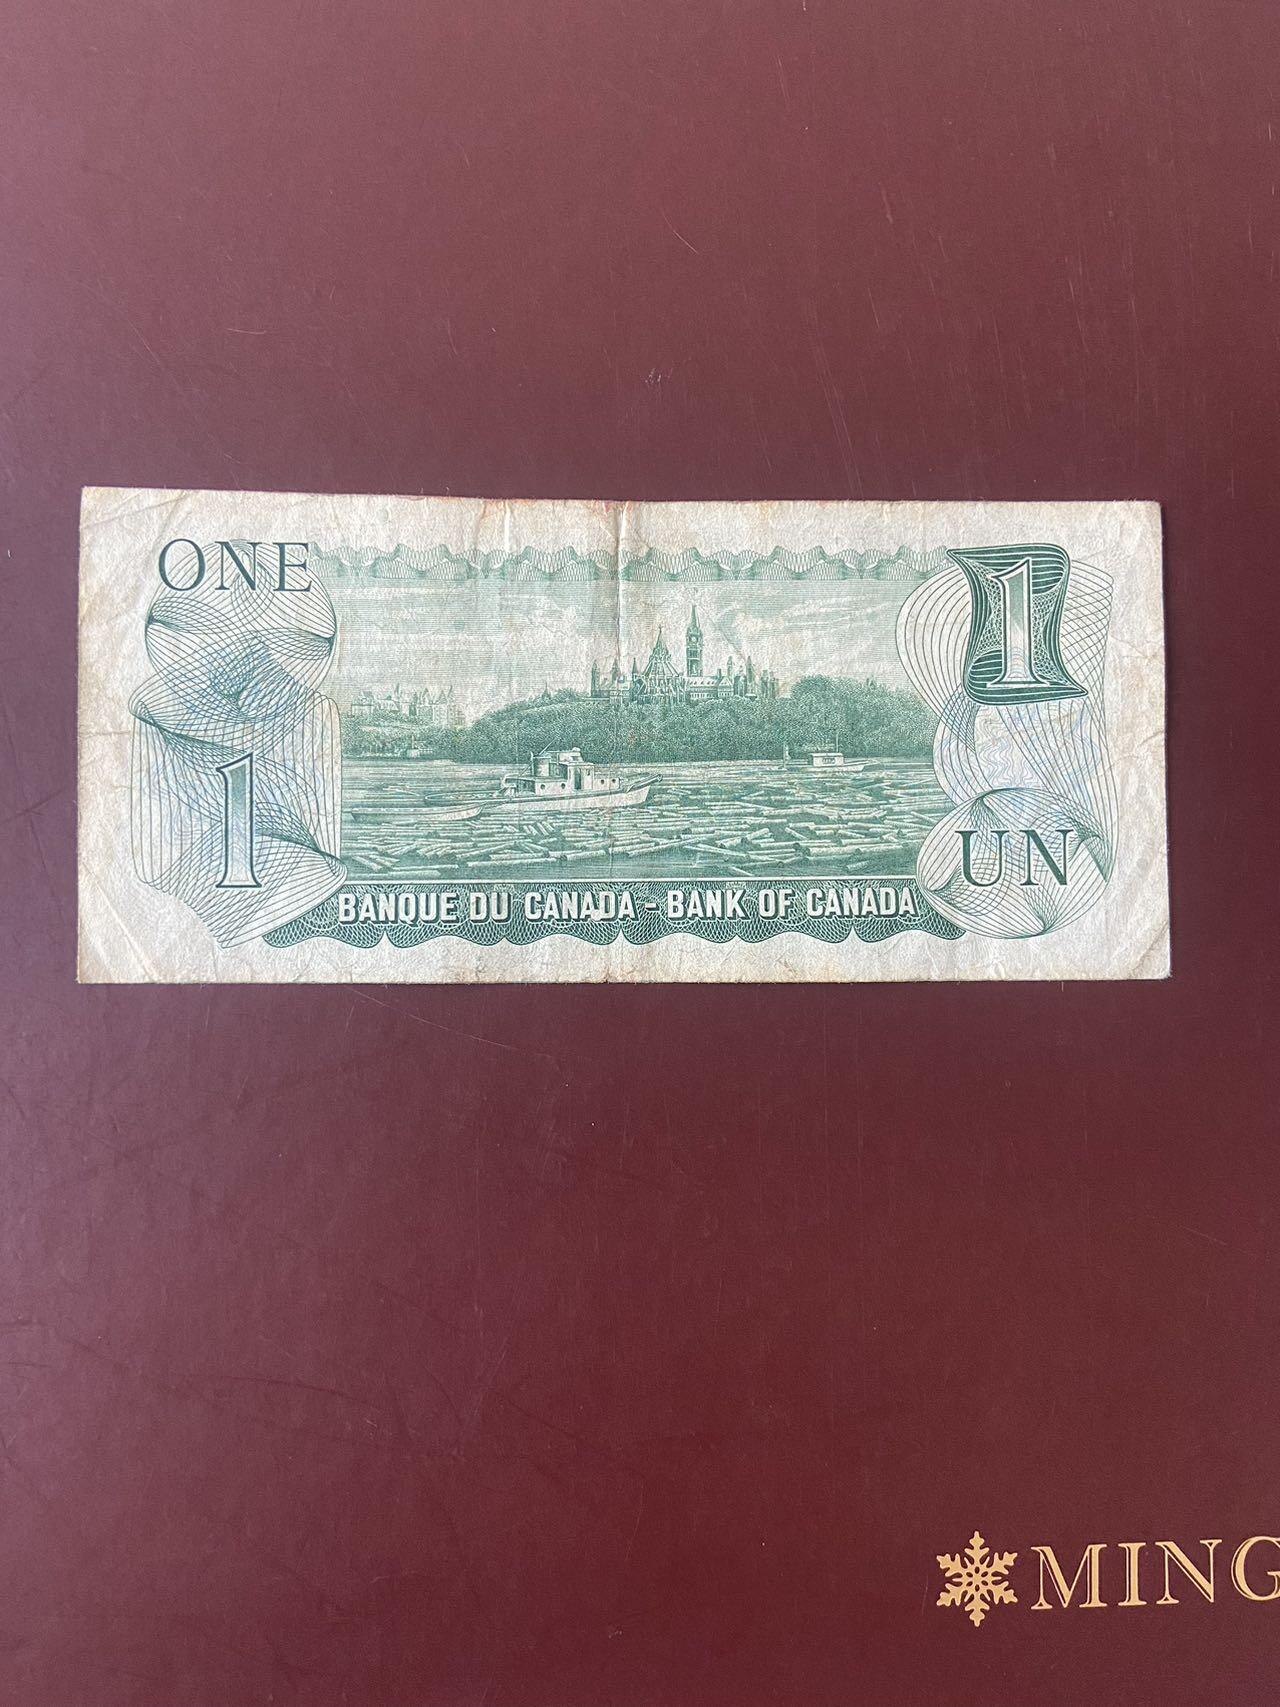 ONE
1
1
UN
BANQUE DU CANADA - BANK OF CANADA
MING